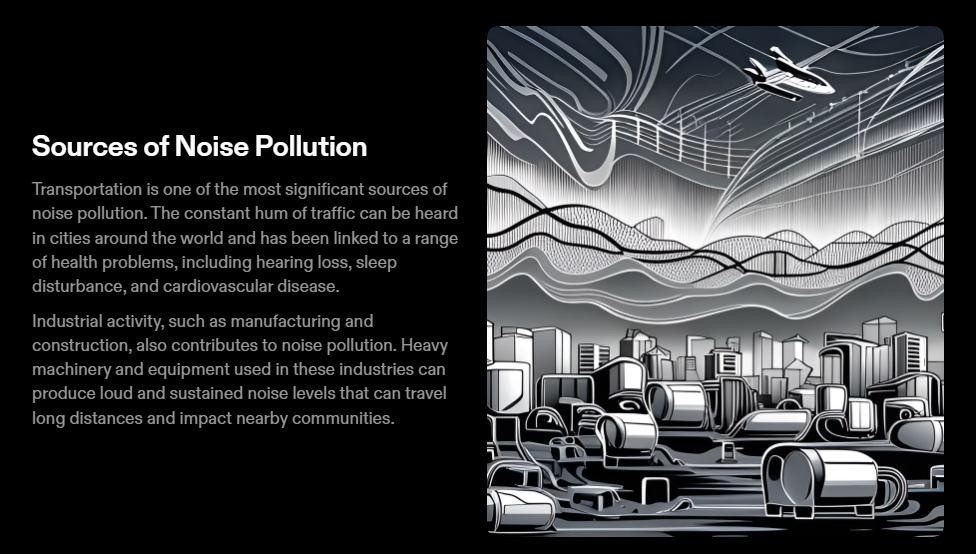 Sources of Noise Pollution
Transportation is one of the most significant sources of
noise pollution. The constant hum of traffic can be heard
in cities around the world and has been linked to a range
of health problems, including hearing loss, sleep
disturbance, and cardiovascular disease.
Industrial activity, such as manufacturing and
construction, also contributes to noise pollution. Heavy
machinery and equipment used in these industries can
produce loud and sustained noise levels that can travel
long distances and impact nearby communities.